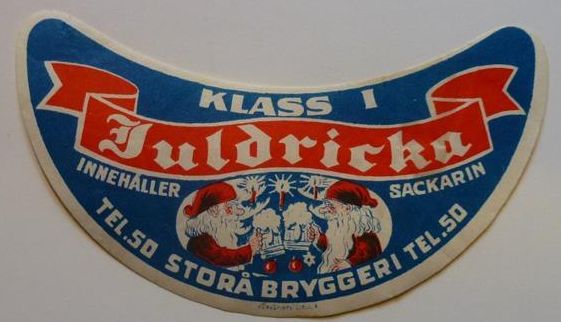 KLASS I
Juldricka
INNEHÅLLER SACKARIN
TEL.50 STORÅ BRYGGERI TEL.50